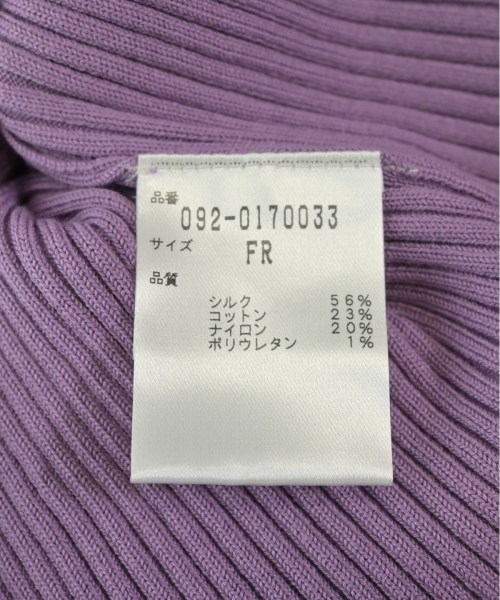 品番
092-0170033
サイズ FR
品質
シルク 56%
コットン 23%
ナイロン 20%
ポリウレタン 1%